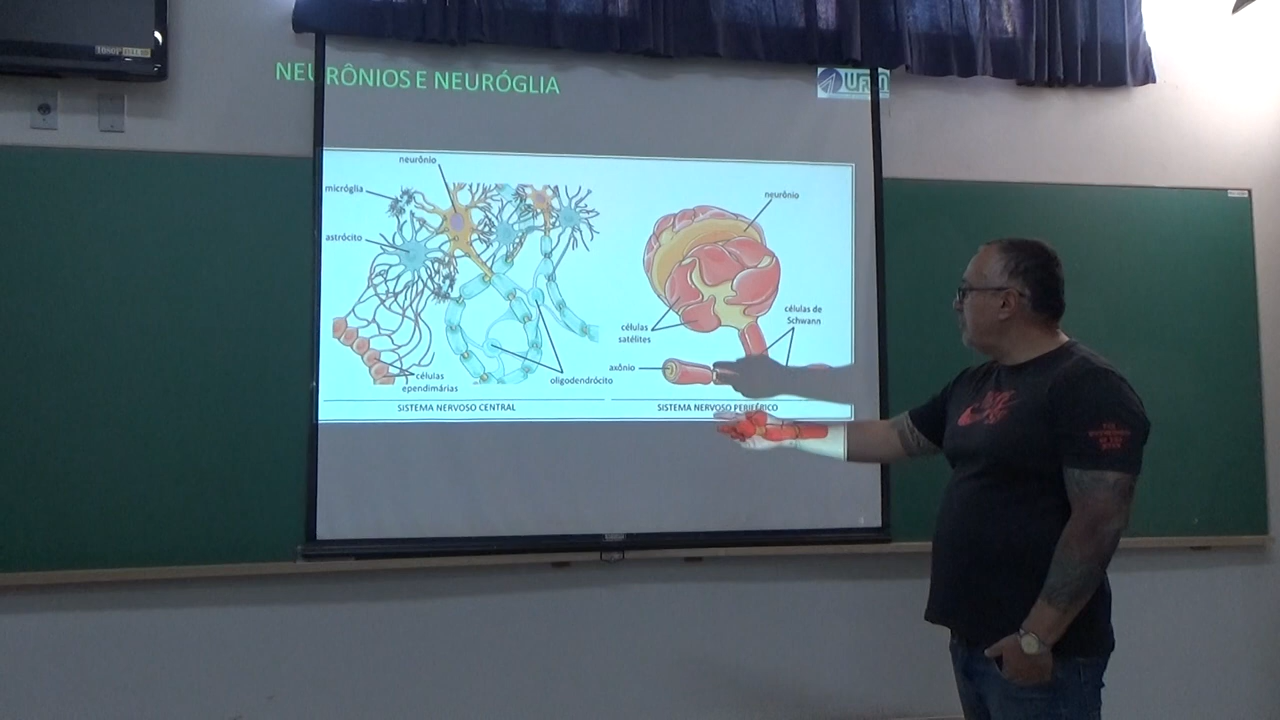 1080P
NEURÔNIOS E NEURÓGLIA
neurônio
micróglia
astrócito
células
ependimárias
oligodendrócito
SISTEMA NERVOSO CENTRAL
neurônio
células
satélites
células de
Schwann
axônio
SISTEMA NERVOSO PERIFÉRICO